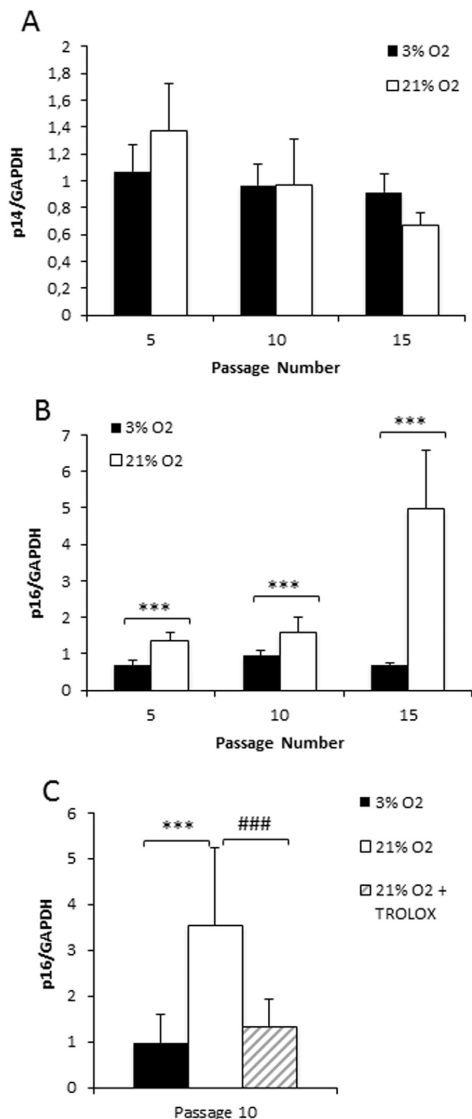 A
2
1,8
1,6
1,4
1,2
1
0,8
0,6
0,4
0,2
0
p14/GAPDH
3% O2
21% O2
5 10 15
Passage Number
B
7
6
5
4
3
2
1
0
p16/GAPDH
3% O2
21% O2
***
***
***
5 10 15
Passage Number
C
6
5
4
3
2
1
0
p16/GAPDH
*** ###
3% O2
21% O2
21% O2 +
TROLOX
Passage 10